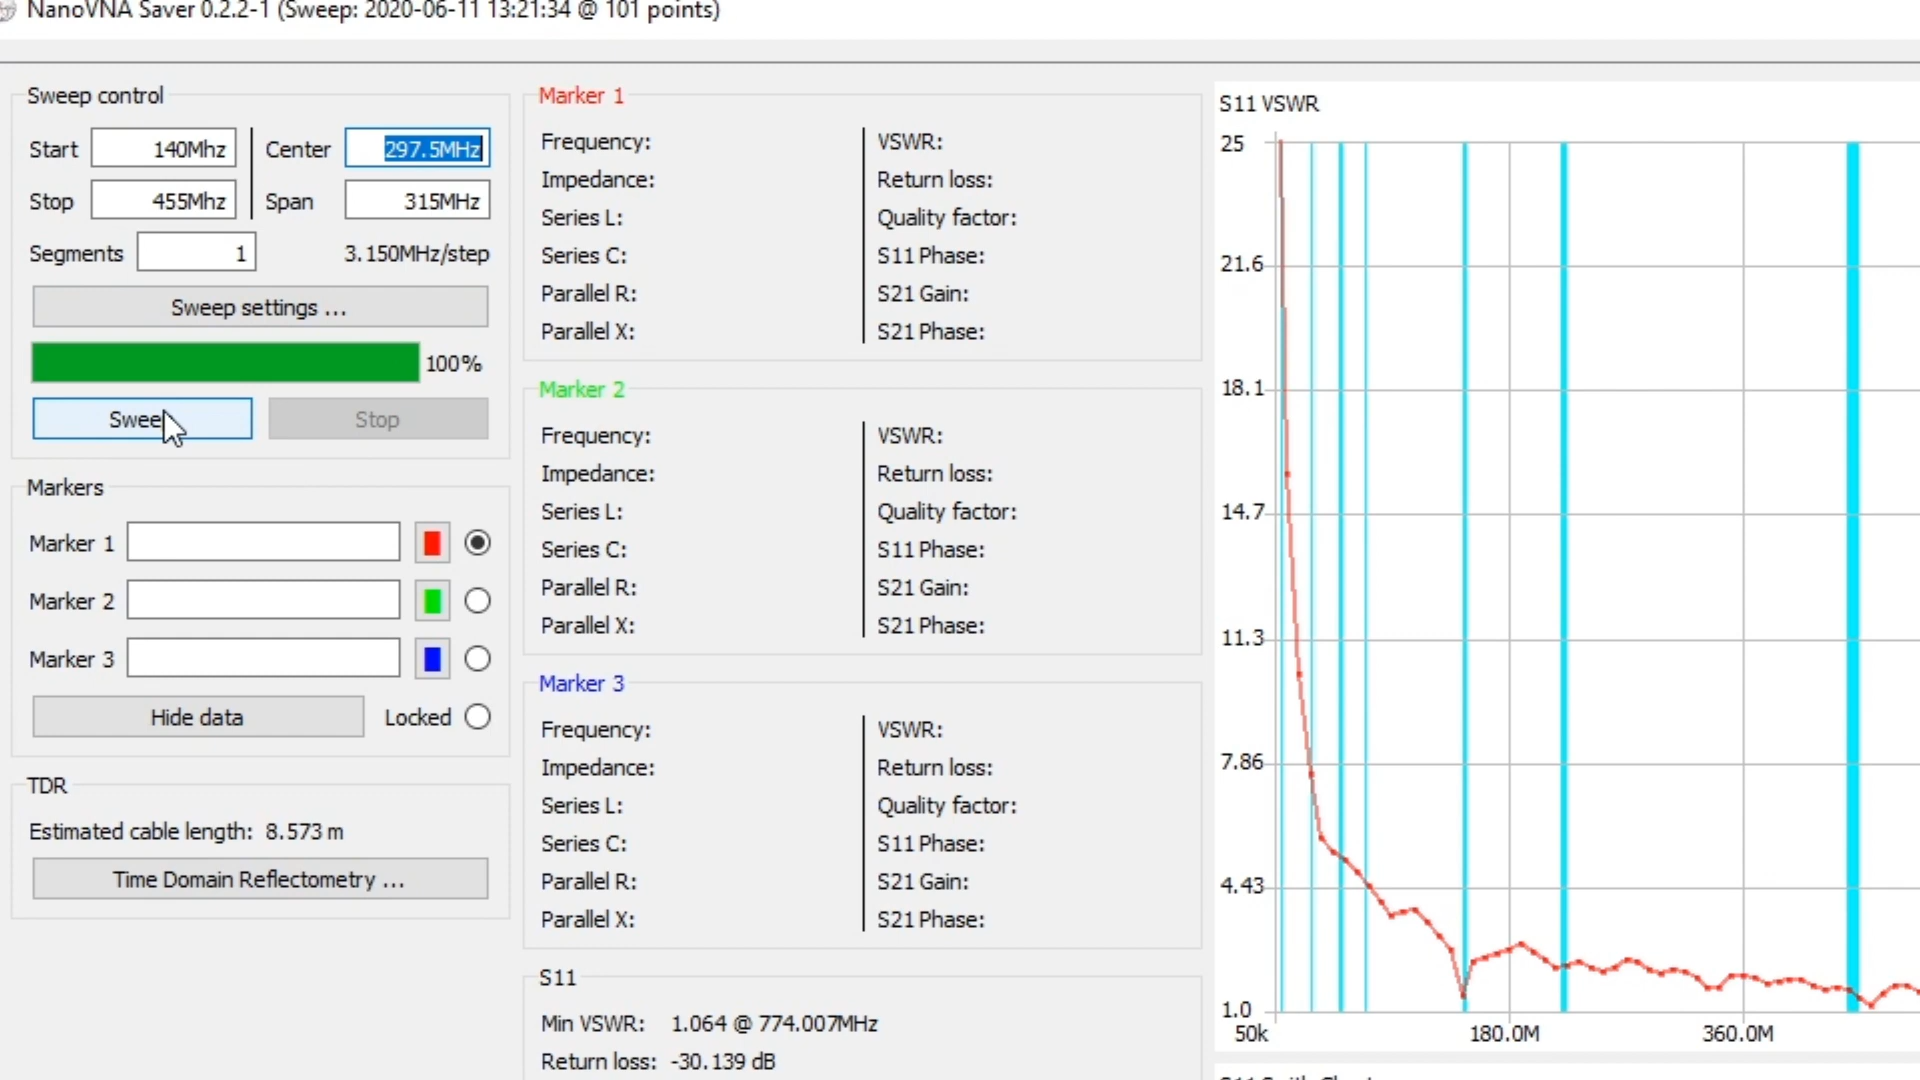 NanoVNA Saver 0.2.2-1 (Sweep: 2020-06-11 13:21:34 @ 101 points)
Sweep control
Start 140Mhz Center 297.5MHz
Stop 455Mhz Span 315MHz
Segments 1 3.150MHz/step
Sweep settings ...
100%
Sweep Stop
Markers
Marker 1
Marker 2
Marker 3
Hide data Locked
TDR
Estimated cable length: 8.573 m
Time Domain Reflectometry ...
Marker 1
Frequency: VSWR:
Impedance: Return loss:
Series L: Quality factor:
Series C: S11 Phase:
Parallel R: S21 Gain:
Parallel X: S21 Phase:
Marker 2
Frequency: VSWR:
Impedance: Return loss:
Series L: Quality factor:
Series C: S11 Phase:
Parallel R: S21 Gain:
Parallel X: S21 Phase:
Marker 3
Frequency: VSWR:
Impedance: Return loss:
Series L: Quality factor:
Series C: S11 Phase:
Parallel R: S21 Gain:
Parallel X: S21 Phase:
S11
Min VSWR: 1.064 @ 774.007MHz
Return loss: -30.139 dB
S11 VSWR
25
21.6
18.1
14.7
11.3
7.86
4.43
1.0
50k 180.0M 360.0M